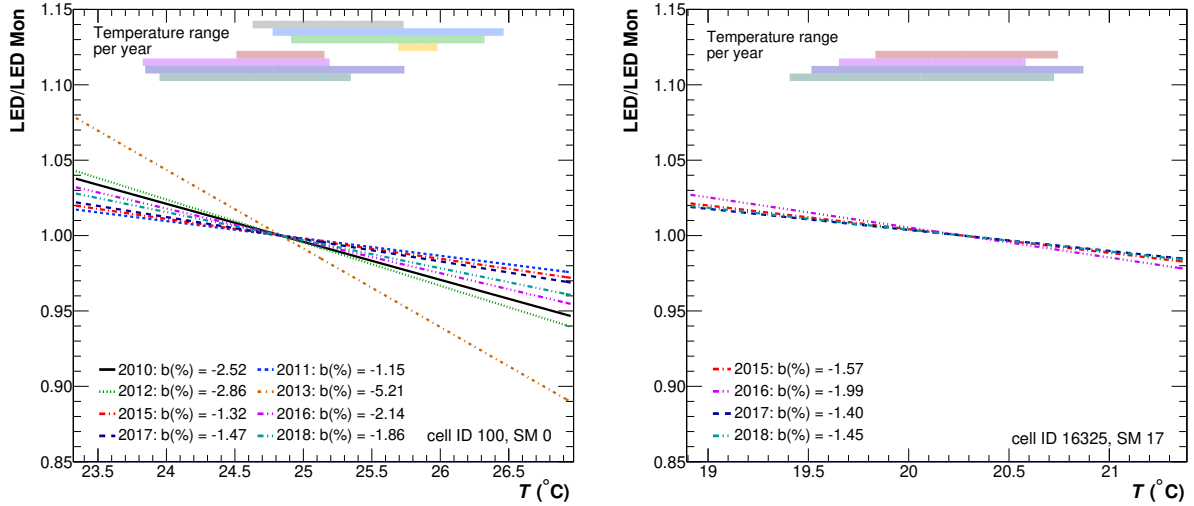 LED/LED Mon
1.15
1.10
1.05
1.00
0.95
0.90
0.85
Temperature range
per year
2010: b(%) = -2.52
2011: b(%) = -1.15
2012: b(%) = -2.86
2013: b(%) = -5.21
2015: b(%) = -1.32
2016: b(%) = -2.14
2017: b(%) = -1.47
2018: b(%) = -1.86
cell ID 100, SM 0
23.5 24 24.5 25 25.5 26 26.5
T (°C)
LED/LED Mon
1.15
1.10
1.05
1.00
0.95
0.90
0.85
Temperature range
per year
2015: b(%) = -1.57
2016: b(%) = -1.99
2017: b(%) = -1.40
2018: b(%) = -1.45
cell ID 16325, SM 17
19 19.5 20 20.5 21
T (°C)